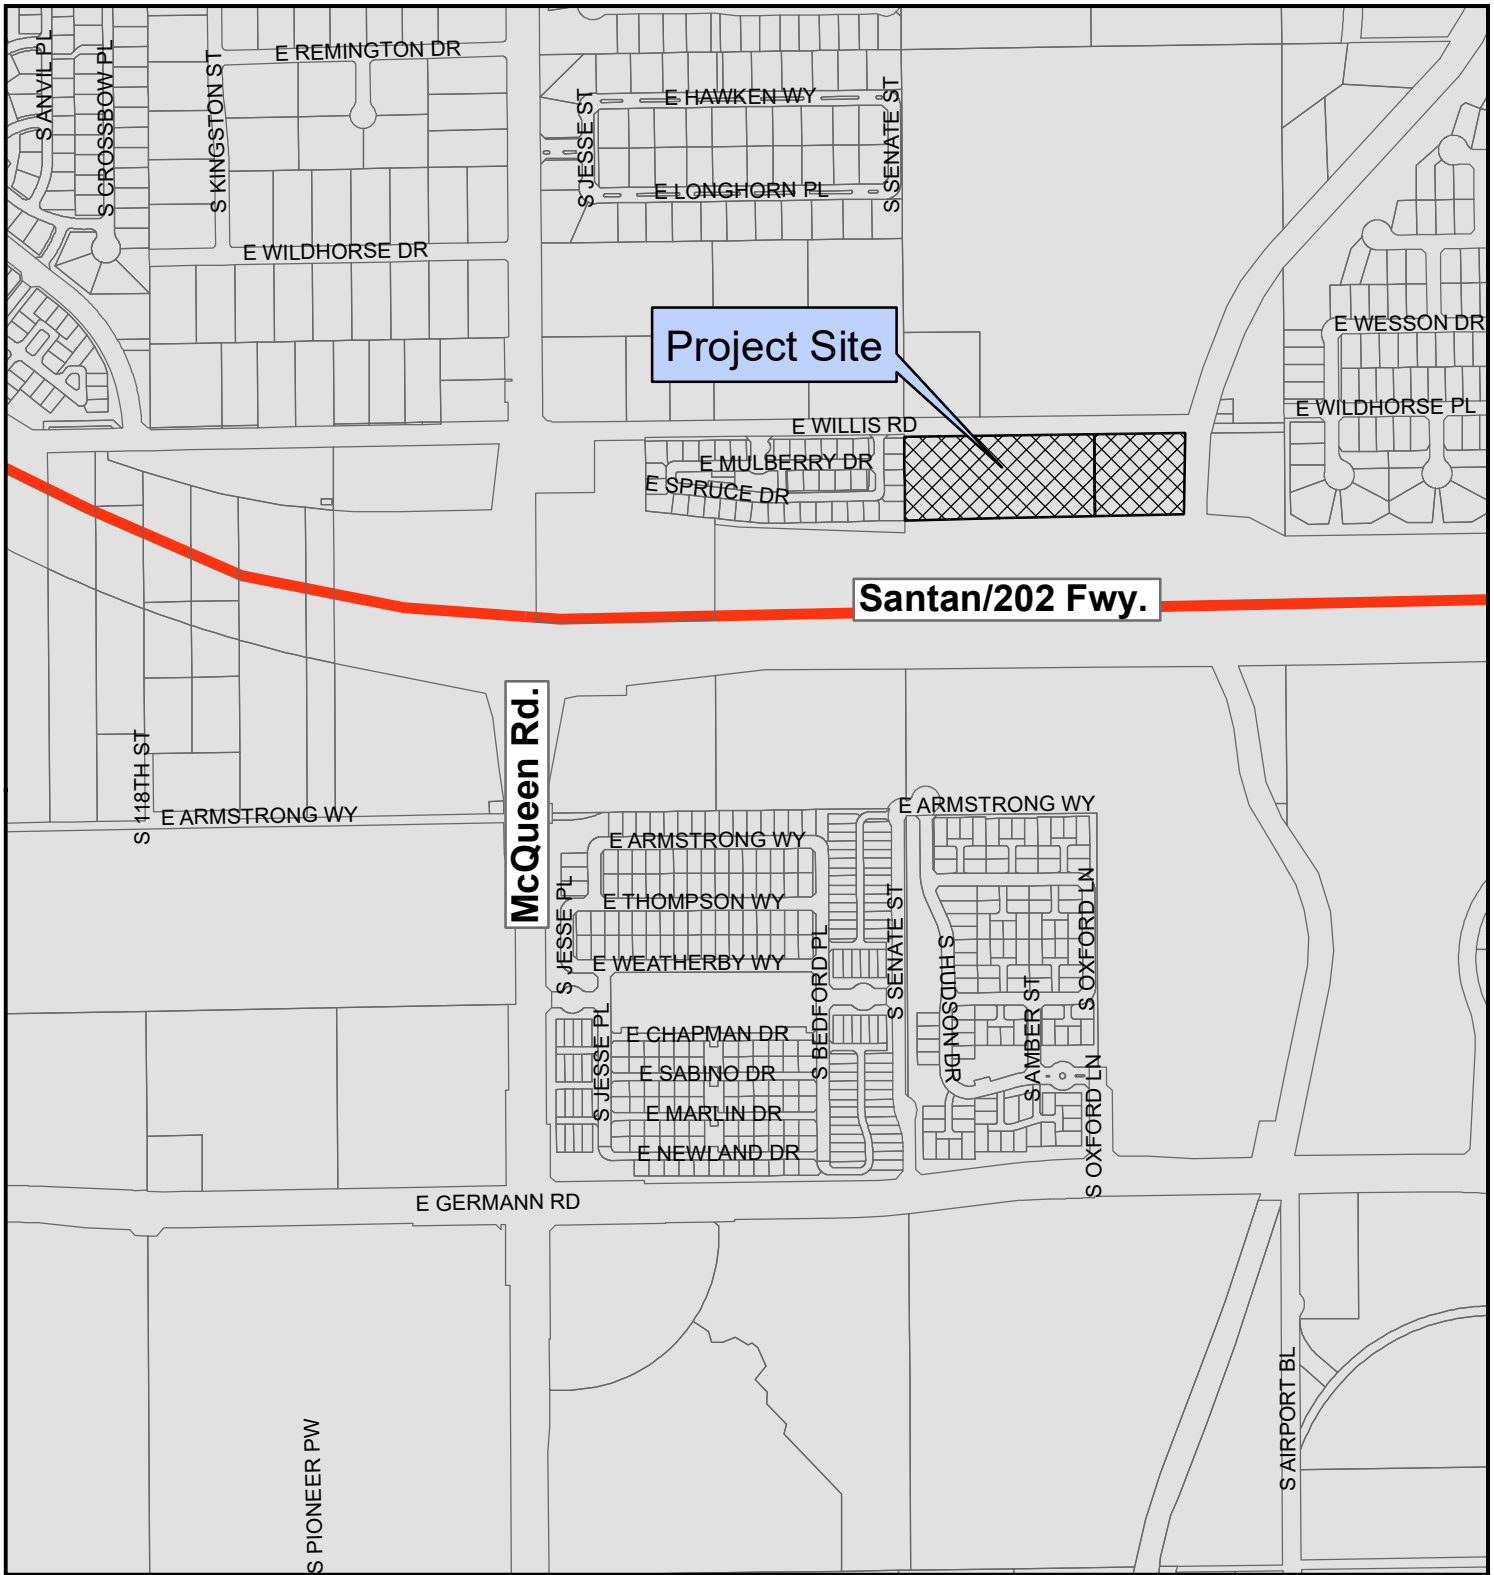 S ANVIL PL
S CROSSBOW PL
S KINGSTON ST
E REMINGTON DR
S JESSE ST
E HAWKEN WY
S SENATE ST
E LONGHORN PL
E WILDHORSE DR
Project Site
E WESSON DR
E WILDHORSE PL
E WILLIS RD
E MULBERRY DR
E SPRUCE DR
Santan/202 Fwy.
McQueen Rd.
S 118TH ST
E ARMSTRONG WY
E ARMSTRONG WY
E ARMSTRONG WY
S JESSE PL
E THOMPSON WY
E WEATHERBY WY
S BEDFORD PL
S SENATE ST
S HUDSON DR
S AMBER ST
S OXFORD LN
S JESSE PL
E CHAPMAN DR
E SABINO DR
E MARLIN DR
E NEWLAND DR
S OXFORD LN
E GERMANN RD
S PIONEER PW
S AIRPORT BL